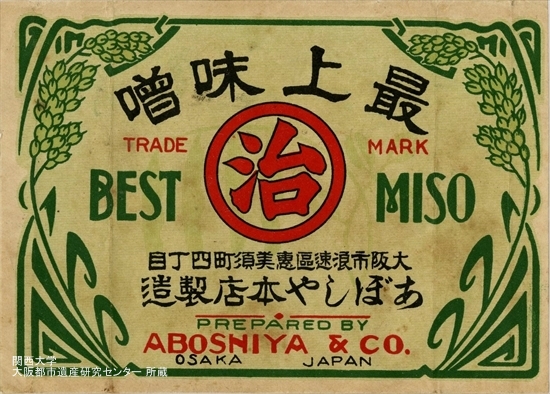 最上味噌
TRADE 治 MARK
BEST MISO
大阪市浪速區惠美須町四丁目
あぼしや本店製造
PREPARED BY
ABOSHIYA & CO.
OSAKA JAPAN
関西大学
大阪都市遺産研究センター 所蔵